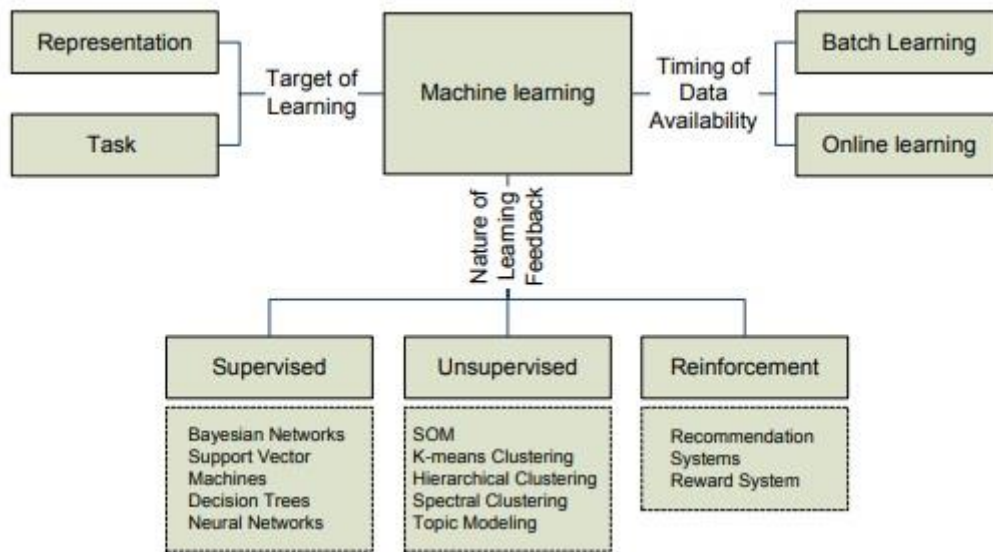 Representation
Task
Target of
Learning
Machine learning
Timing of
Data
Availability
Batch Learning
Online learning
Nature of
Learning
Feedback
Supervised
Bayesian Networks
Support Vector
Machines
Decision Trees
Neural Networks
Unsupervised
SOM
K-means Clustering
Hierarchical Clustering
Spectral Clustering
Topic Modeling
Reinforcement
Recommendation
Systems
Reward System